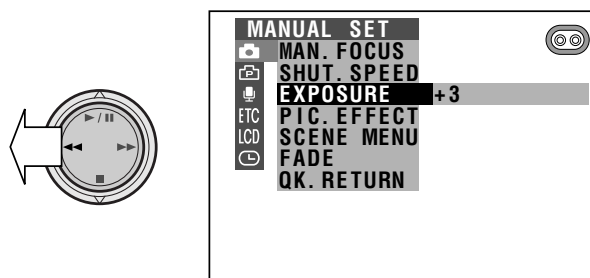 MANUAL SET
MAN. FOCUS
SHUT. SPEED
EXPOSURE +3
PIC. EFFECT
ETC
SCENE MENU
LCD
FADE
QK. RETURN
P